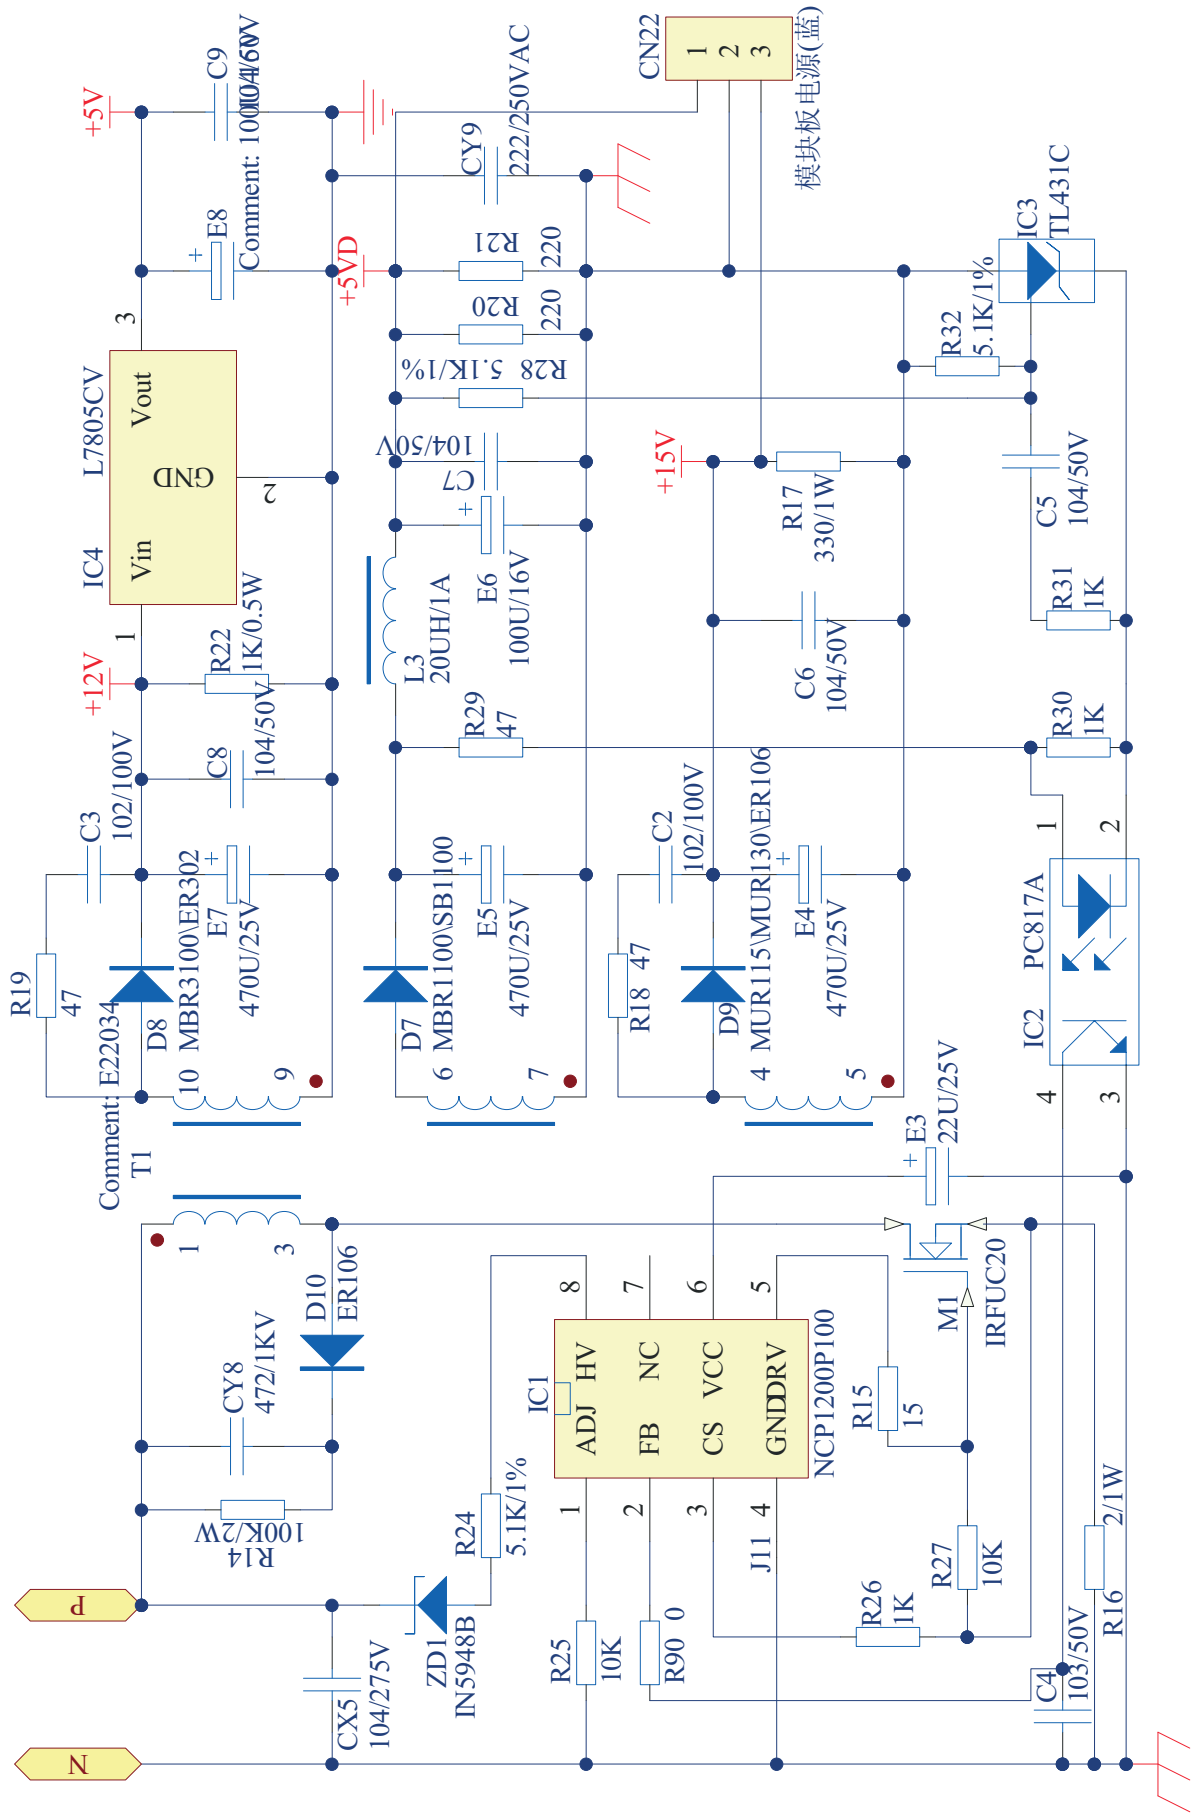 P
N
CX5
104/275V
R14
100K/2W
CY8
472/1KV
D10
ER106
ZD1
IN5948B
R24
5.1K/1%
1
3
T1
Comment: E22034
R19
47
C3
102/100V
D8
MBR3100\ER302
10
9
E7
470U/25V
C8
104/50V
R22
1K/0.5W
+12V
IC4
L7805CV
Vin
Vout
GND
1
2
3
E8
Comment: 100U/16V
C9
104/50V
+5V
D7
MBR1100\SB1100
6
7
E5
470U/25V
R29
47
L3
20UH/1A
E6
100U/16V
C7
104/50V
R28 5.1K/1%
R20
220
R21
220
+5VD
CY9
222/250VAC
CN22
1
2
3
模块板电源(蓝)
R18 47
C2
102/100V
D9
MUR115\MUR130\ER106
4
5
E4
470U/25V
C6
104/50V
+15V
R17
330/1W
R32
5.1K/1%
IC3
TL431C
C5
104/50V
R31
1K
R30
1K
IC2
PC817A
1
2
3
4
E3
22U/25V
M1
IRFUC20
IC1
NCP1200P100
ADJ
HV
FB
NC
CS
VCC
GND
DRV
1
2
3
4
5
6
7
8
J11
R25
10K
R90 0
R15
15
R26
1K
R27
10K
R16
2/1W
C4
103/50V